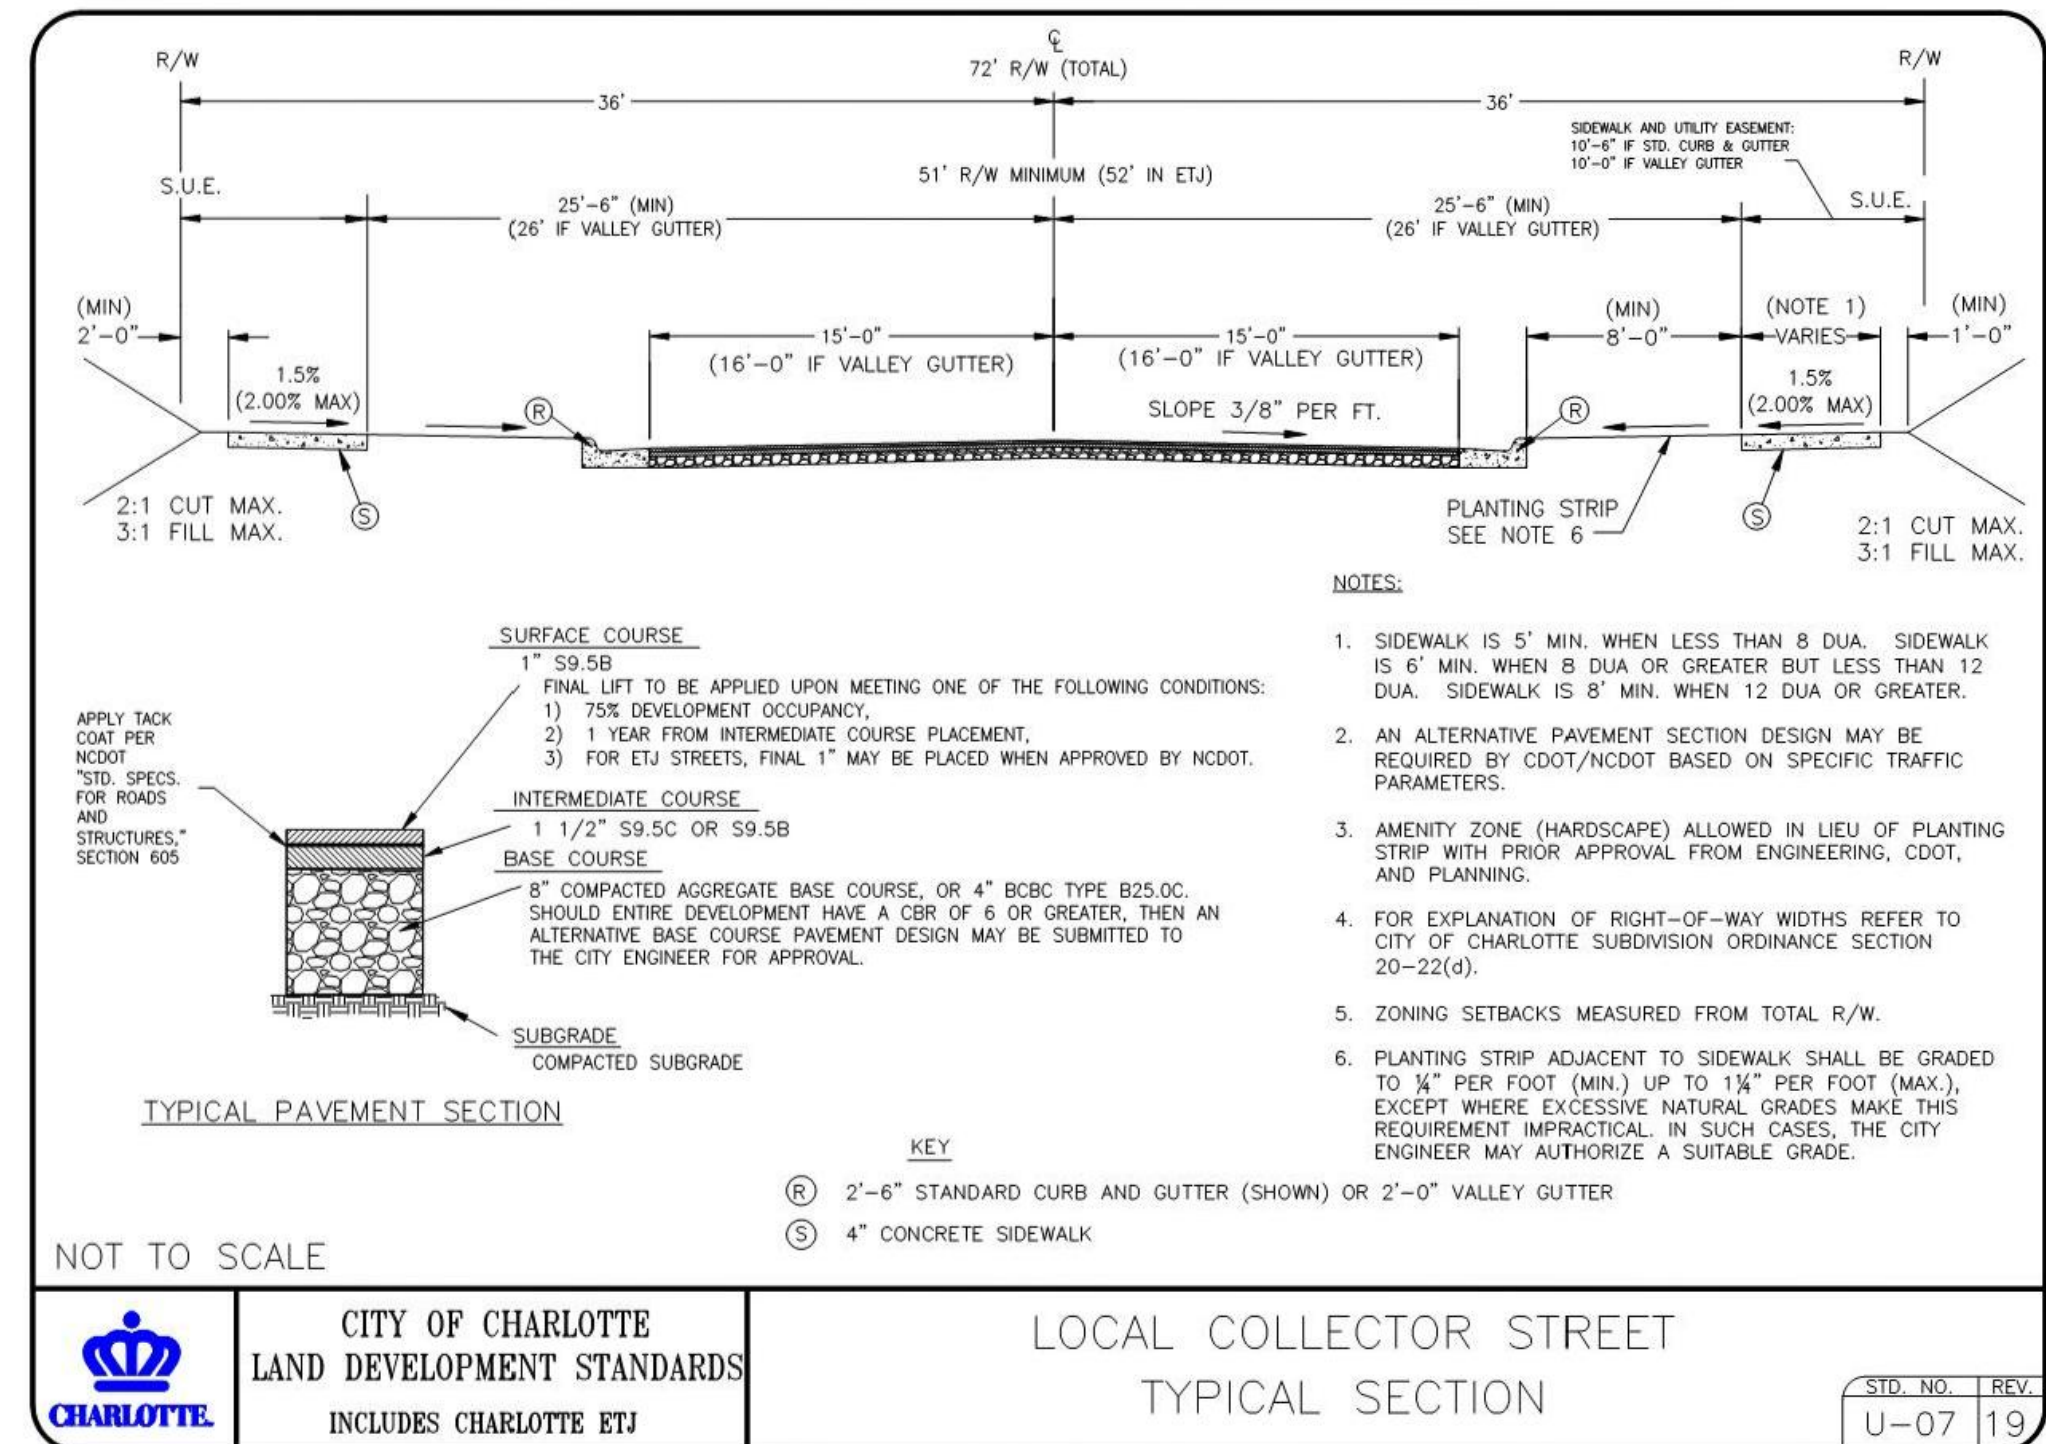 R/W
℄
72' R/W (TOTAL)
R/W
36'
36'
SIDEWALK AND UTILITY EASEMENT:
10'-6" IF STD. CURB & GUTTER
10'-0" IF VALLEY GUTTER
51' R/W MINIMUM (52' IN ETJ)
S.U.E.
25'-6" (MIN)
(26' IF VALLEY GUTTER)
25'-6" (MIN)
(26' IF VALLEY GUTTER)
S.U.E.
(MIN)
2'-0"
15'-0"
(16'-0" IF VALLEY GUTTER)
15'-0"
(16'-0" IF VALLEY GUTTER)
(MIN)
8'-0"
(NOTE 1)
VARIES
(MIN)
1'-0"
1.5%
(2.00% MAX)
R
SLOPE 3/8" PER FT.
R
1.5%
(2.00% MAX)
2:1 CUT MAX.
3:1 FILL MAX.
S
PLANTING STRIP
SEE NOTE 6
S
2:1 CUT MAX.
3:1 FILL MAX.
SURFACE COURSE
1" S9.5B
FINAL LIFT TO BE APPLIED UPON MEETING ONE OF THE FOLLOWING CONDITIONS:
1) 75% DEVELOPMENT OCCUPANCY,
2) 1 YEAR FROM INTERMEDIATE COURSE PLACEMENT,
3) FOR ETJ STREETS, FINAL 1" MAY BE PLACED WHEN APPROVED BY NCDOT.
APPLY TACK
COAT PER
NCDOT
"STD. SPECS.
FOR ROADS
AND
STRUCTURES,"
SECTION 605
INTERMEDIATE COURSE
1 1/2" S9.5C OR S9.5B
BASE COURSE
8" COMPACTED AGGREGATE BASE COURSE, OR 4" BCBC TYPE B25.0C.
SHOULD ENTIRE DEVELOPMENT HAVE A CBR OF 6 OR GREATER, THEN AN
ALTERNATIVE BASE COURSE PAVEMENT DESIGN MAY BE SUBMITTED TO
THE CITY ENGINEER FOR APPROVAL.
SUBGRADE
COMPACTED SUBGRADE
TYPICAL PAVEMENT SECTION
NOTES:
1. SIDEWALK IS 5' MIN. WHEN LESS THAN 8 DUA. SIDEWALK
IS 6' MIN. WHEN 8 DUA OR GREATER BUT LESS THAN 12
DUA. SIDEWALK IS 8' MIN. WHEN 12 DUA OR GREATER.
2. AN ALTERNATIVE PAVEMENT SECTION DESIGN MAY BE
REQUIRED BY CDOT/NCDOT BASED ON SPECIFIC TRAFFIC
PARAMETERS.
3. AMENITY ZONE (HARDSCAPE) ALLOWED IN LIEU OF PLANTING
STRIP WITH PRIOR APPROVAL FROM ENGINEERING, CDOT,
AND PLANNING.
4. FOR EXPLANATION OF RIGHT-OF-WAY WIDTHS REFER TO
CITY OF CHARLOTTE SUBDIVISION ORDINANCE SECTION
20-22(d).
5. ZONING SETBACKS MEASURED FROM TOTAL R/W.
6. PLANTING STRIP ADJACENT TO SIDEWALK SHALL BE GRADED
TO ¼" PER FOOT (MIN.) UP TO 1¼" PER FOOT (MAX.),
EXCEPT WHERE EXCESSIVE NATURAL GRADES MAKE THIS
REQUIREMENT IMPRACTICAL. IN SUCH CASES, THE CITY
ENGINEER MAY AUTHORIZE A SUITABLE GRADE.
KEY
R 2'-6" STANDARD CURB AND GUTTER (SHOWN) OR 2'-0" VALLEY GUTTER
S 4" CONCRETE SIDEWALK
NOT TO SCALE
CHARLOTTE.
CITY OF CHARLOTTE
LAND DEVELOPMENT STANDARDS
INCLUDES CHARLOTTE ETJ
LOCAL COLLECTOR STREET
TYPICAL SECTION
STD. NO. REV.
U-07 19